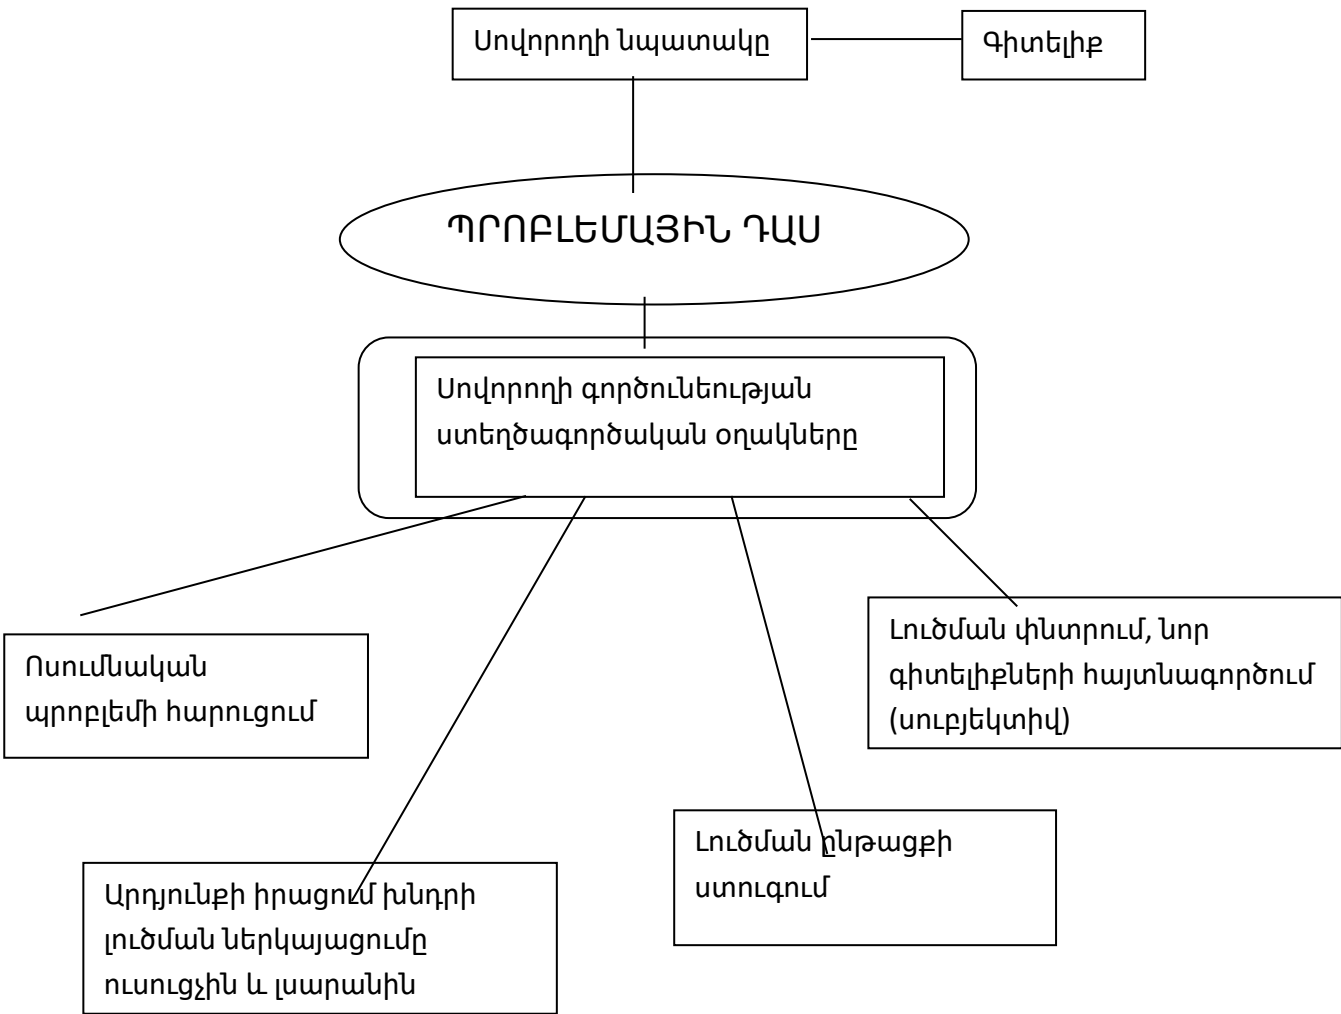 Սովորողի նպատակը
Գիտելիք
ՊՐՈԲԼԵՄԱՅԻՆ ԴԱՍ
Սովորողի գործունեության
ստեղծագործական օղակները
Ոսումնական
պրոբլեմի հարուցում
Լուծման փնտրում, նոր
գիտելիքների հայտնագործում
(սուբյեկտիվ)
Արդյունքի իրացում խնդրի
լուծման ներկայացումը
ուսուցչին և լսարանին
Լուծման ընթացքի
ստուգում